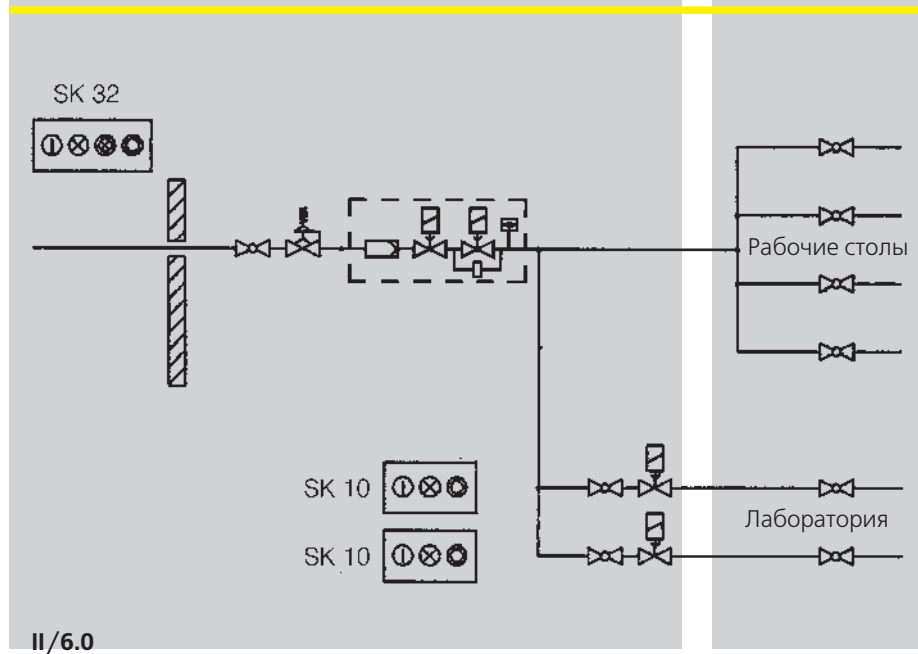 SK 32
Рабочие столы
SK 10
Лаборатория
SK 10
II/6.0